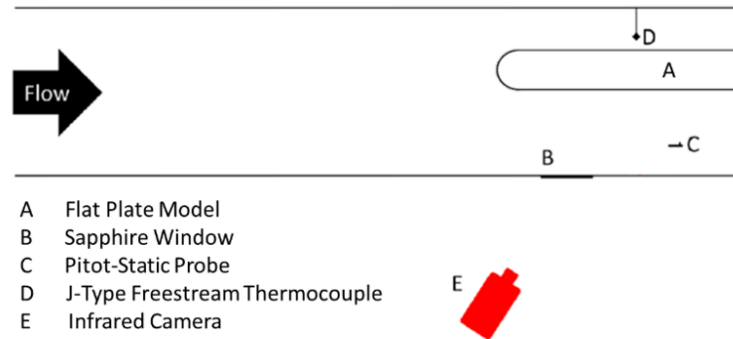 D
A
Flow
C
B
A Flat Plate Model
B Sapphire Window
C Pitot-Static Probe
D J-Type Freestream Thermocouple
E Infrared Camera
E